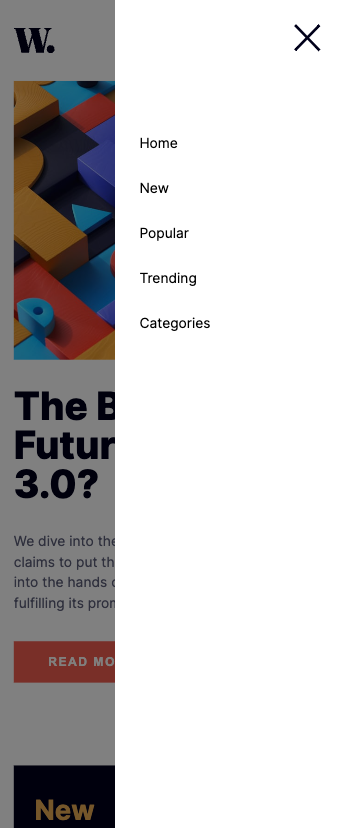 W.
Home
New
Popular
Trending
Categories
The B
Futur
3.0?
We dive into the
claims to put th
into the hands
fulfilling its pro
READ MO
New